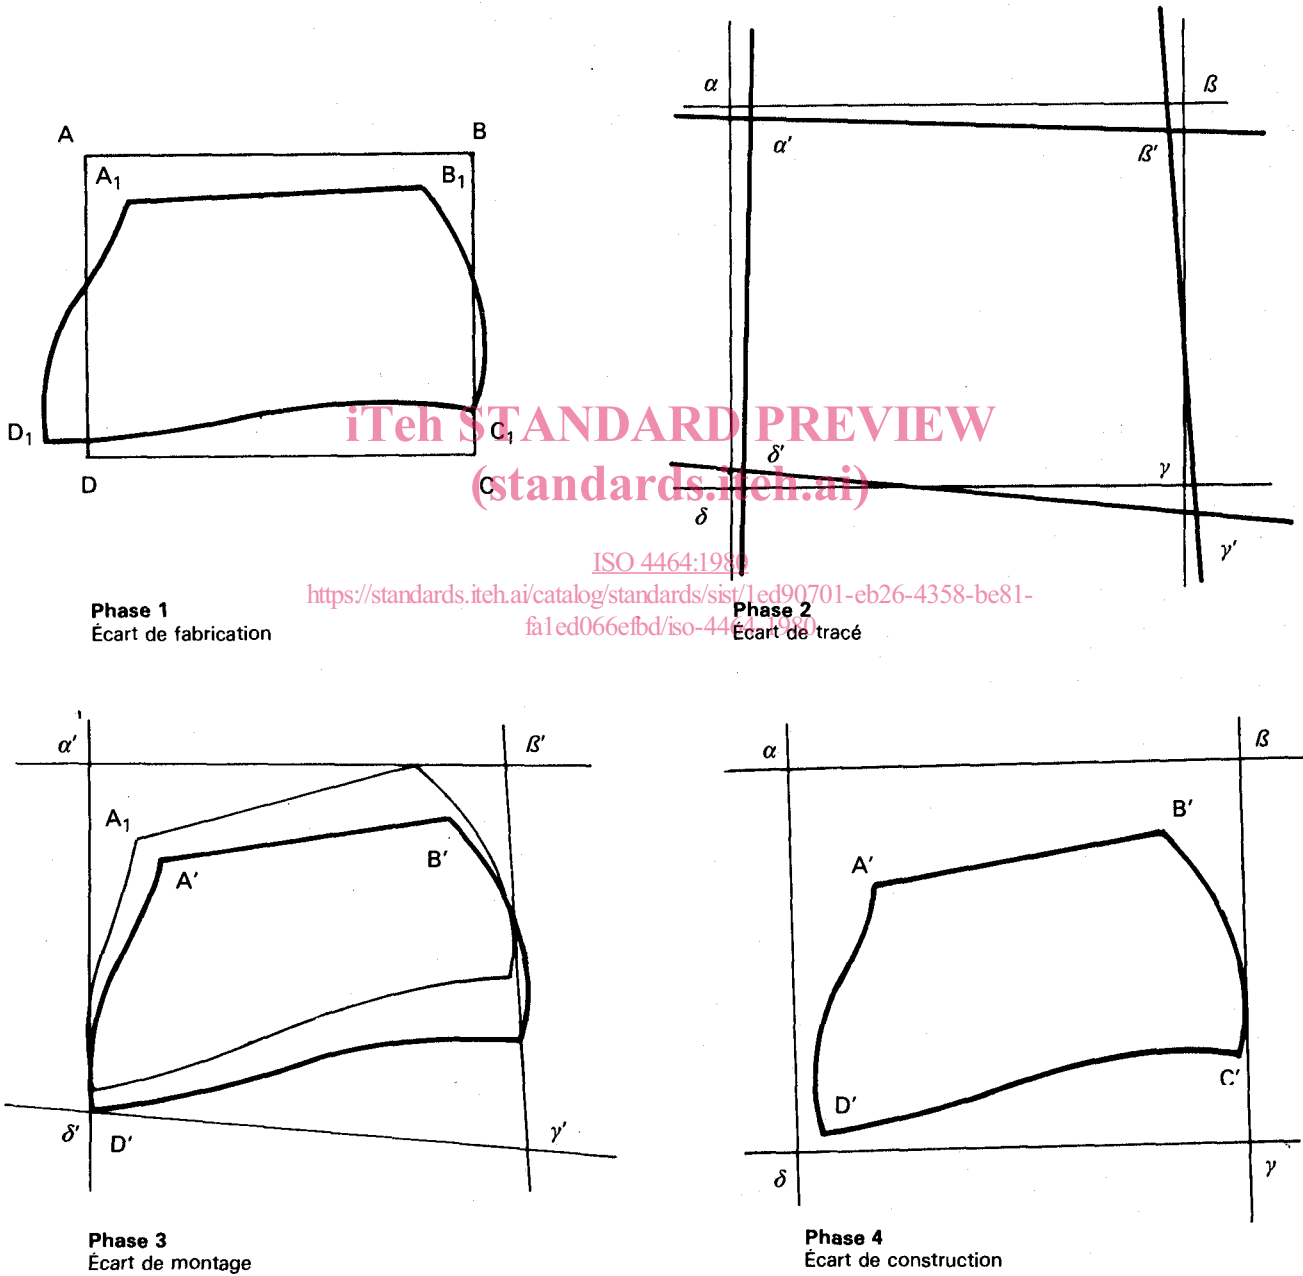 α
ß
A
B
α'
ß'
A1
B1
D1
C1
δ'
γ
D
C
δ
γ'
iTeh STANDARD PREVIEW
(standards.iteh.ai)
ISO 4464:1980
https://standards.iteh.ai/catalog/standards/sist/1ed90701-eb26-4358-be81-
fa1ed066efbd/iso-4464-1980
Phase 1
Écart de fabrication
Phase 2
Écart de tracé
α'
ß'
A1
A'
B'
δ'
D'
γ'
Phase 3
Écart de montage
α
ß
A'
B'
D'
C'
δ
γ
Phase 4
Écart de construction